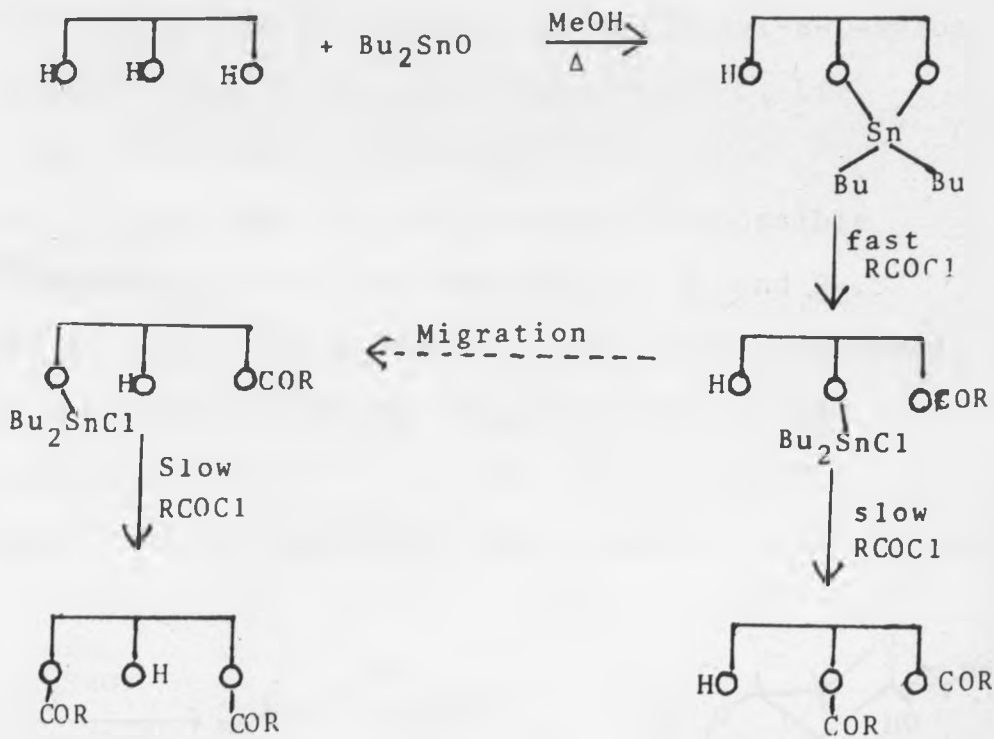 HO HO HO + Bu2SnO MeOH Δ HO O O
Sn
Bu Bu
fast
RCOCl
Migration
O HO OCOR
Bu2SnCl
HO O OCOR
Bu2SnCl
Slow
RCOCl
slow
RCOCl
O OH O
COR COR
HO O OCOR
COR